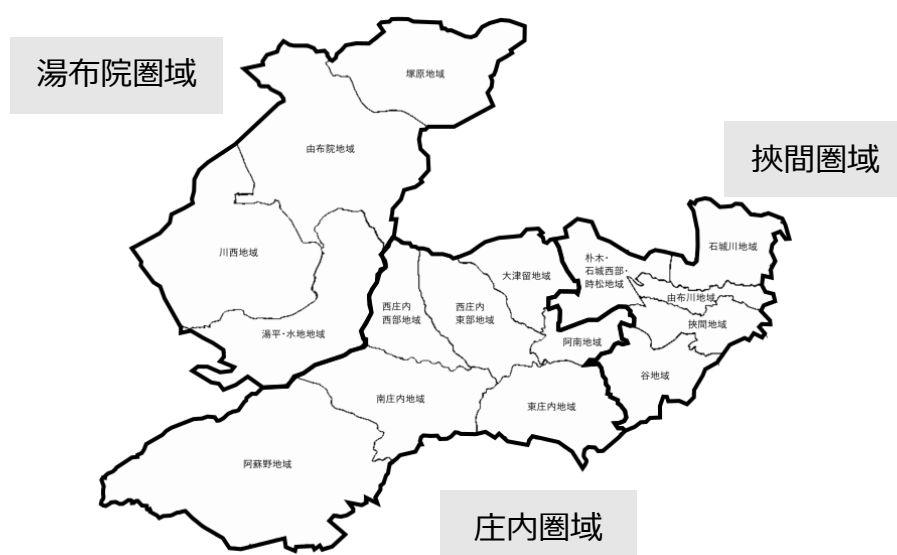 湯布院圏域
塚原地域
由布院地域
川西地域
湯平・水地地域
挾間圏域
石城川地域
朴木・
石城西部・
時松地域
由布川地域
挾間地域
谷地域
大津留地域
西庄内
西部地域
西庄内
東部地域
阿南地域
南庄内地域
東庄内地域
阿蘇野地域
庄内圏域